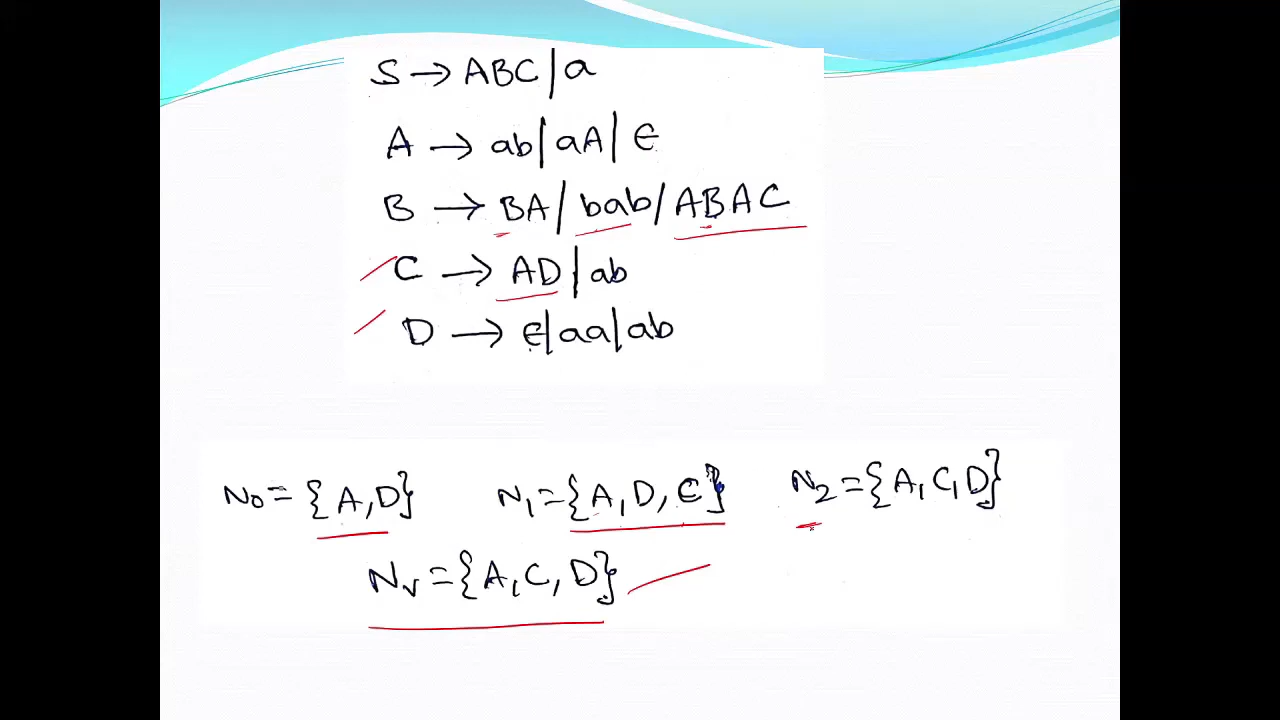 S → ABC | a
A → ab | aA | ∈
B → BA / bab / ABAC
C → AD | ab
D → ∈ | aa | ab
N0 = {A, D} N1 = {A, D, C} N2 = {A, C, D}
Nv = {A, C, D}